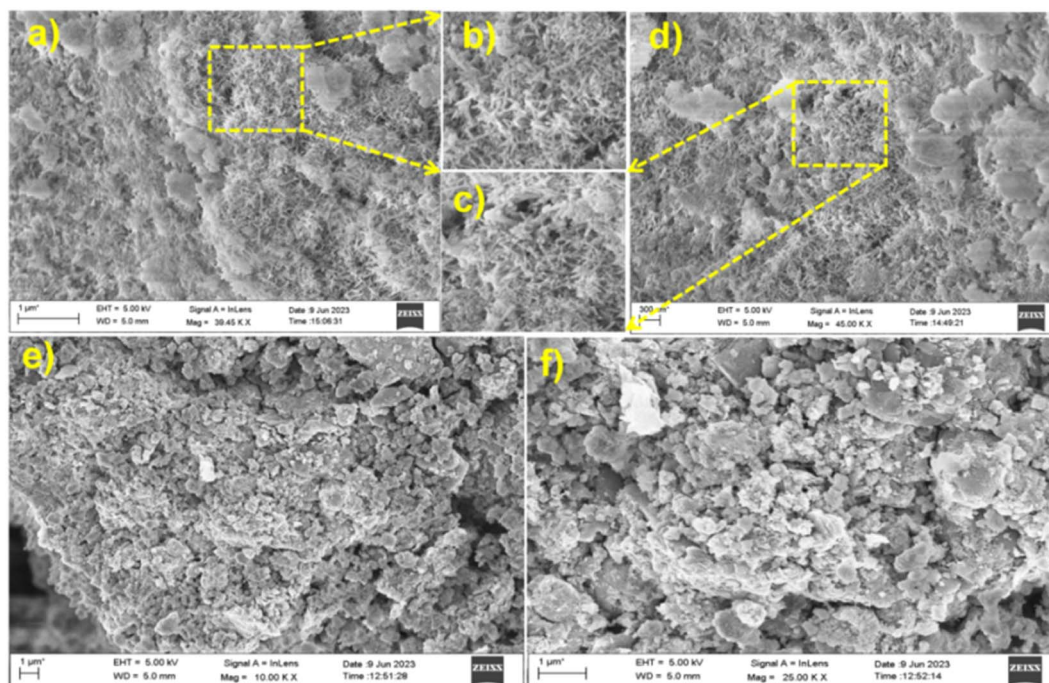 a)
b)
c)
d)
1 µm*
EHT = 5.00 kV
WD = 5.0 mm
Signal A = InLens
Mag = 39.45 K X
Date :9 Jun 2023
Time :15:06:31
ZEISS
EHT = 5.00 kV
WD = 5.0 mm
Signal A = InLens
Mag = 45.00 K X
Date :9 Jun 2023
Time :14:49:21
ZEISS
e)
f)
1 µm*
EHT = 5.00 kV
WD = 5.0 mm
Signal A = InLens
Mag = 10.00 K X
Date :9 Jun 2023
Time :12:51:28
ZEISS
1 µm*
EHT = 5.00 kV
WD = 5.0 mm
Signal A = InLens
Mag = 25.00 K X
Date :9 Jun 2023
Time :12:52:14
ZEISS